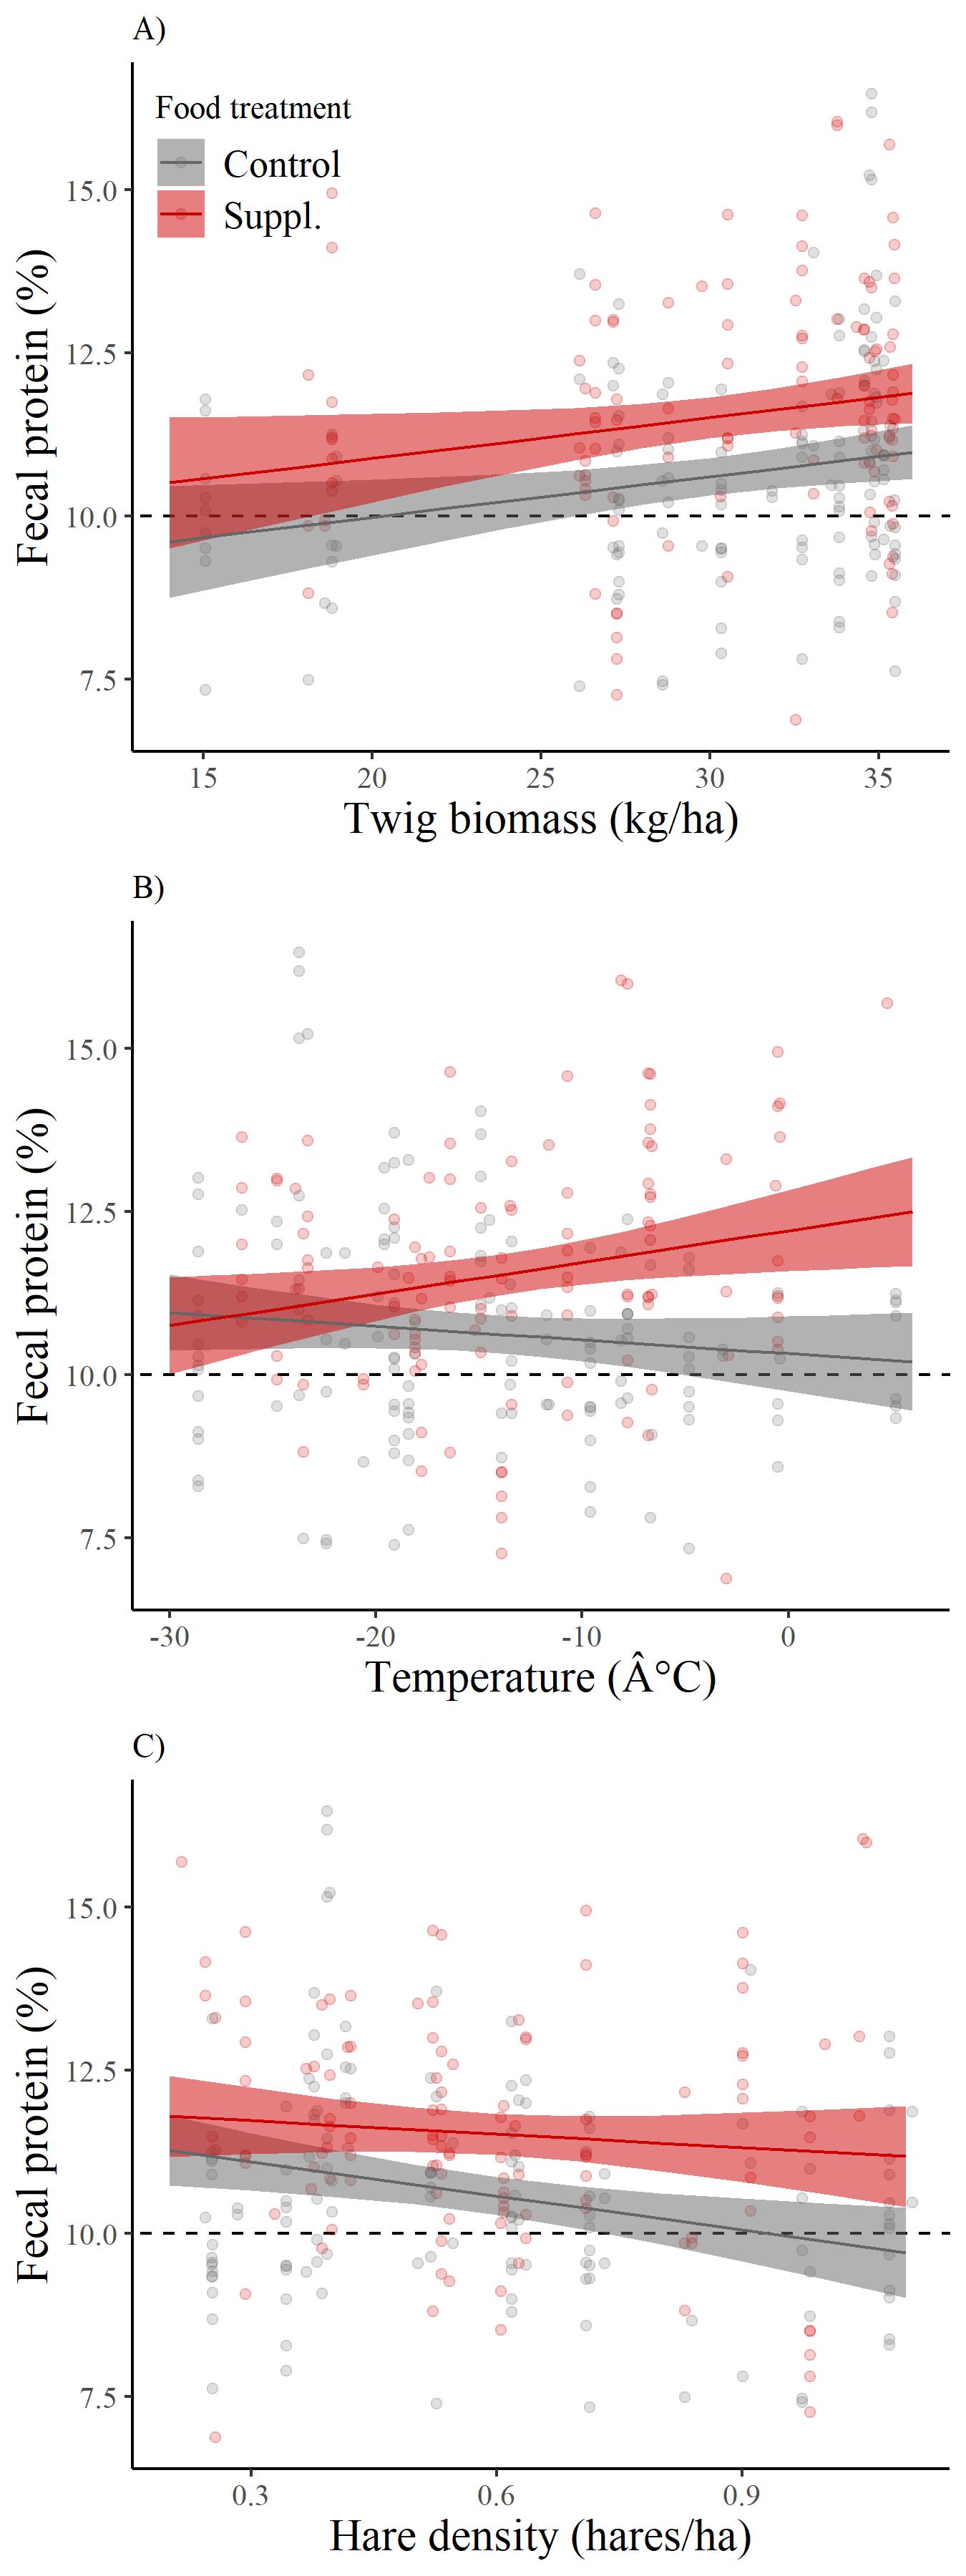 A)
Food treatment
Control
Suppl.
Fecal protein (%)
15.0
12.5
10.0
7.5
15 20 25 30 35
Twig biomass (kg/ha)
B)
Fecal protein (%)
15.0
12.5
10.0
7.5
-30 -20 -10 0
Temperature (Â°C)
C)
Fecal protein (%)
15.0
12.5
10.0
7.5
0.3 0.6 0.9
Hare density (hares/ha)